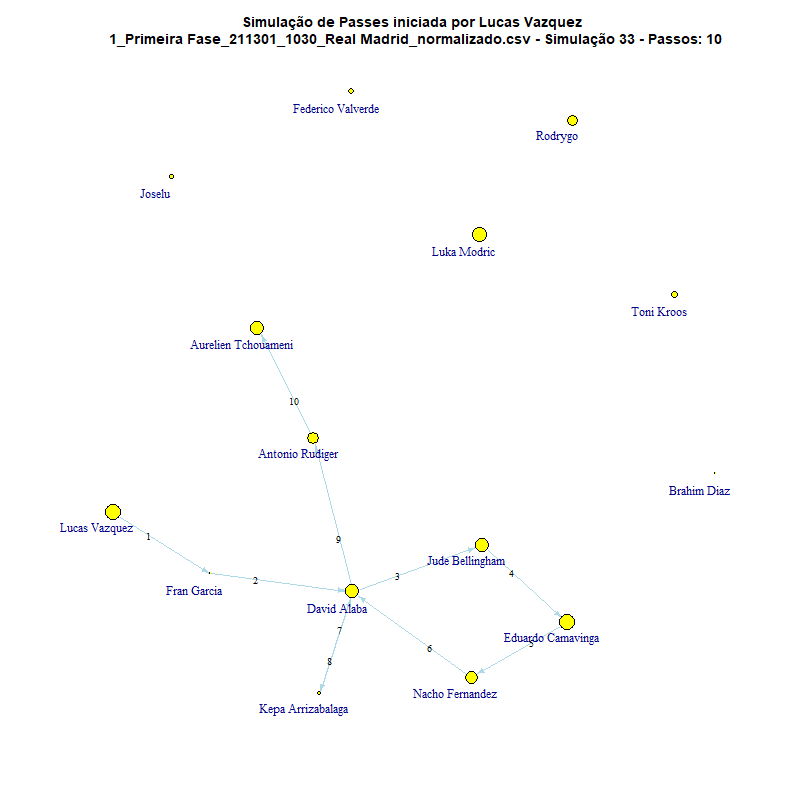 Simulação de Passes iniciada por Lucas Vazquez
1_Primeira Fase_211301_1030_Real Madrid_normalizado.csv - Simulação 33 - Passos: 10
Federico Valverde
Rodrygo
Joselu
Luka Modric
Toni Kroos
Aurelien Tchouameni
10
Antonio Rudiger
Brahim Diaz
Lucas Vazquez
1
9
Jude Bellingham
Fran Garcia
2
3
4
David Alaba
7
Eduardo Camavinga
5
6
8
Nacho Fernandez
Kepa Arrizabalaga